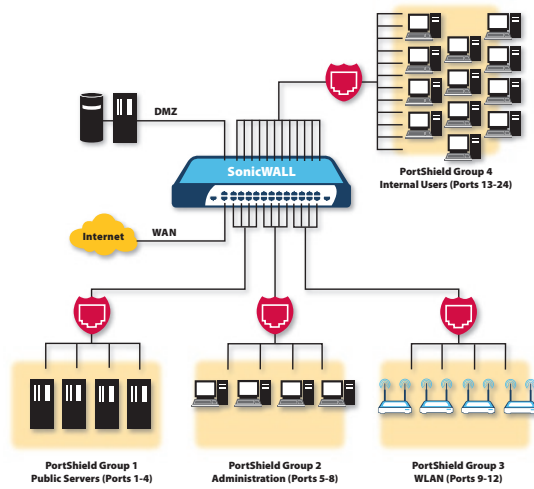 DMZ
PortShield Group 4
Internal Users (Ports 13-24)
SonicWALL
Internet
WAN
PortShield Group 1
Public Servers (Ports 1-4)
PortShield Group 2
Administration (Ports 5-8)
PortShield Group 3
WLAN (Ports 9-12)